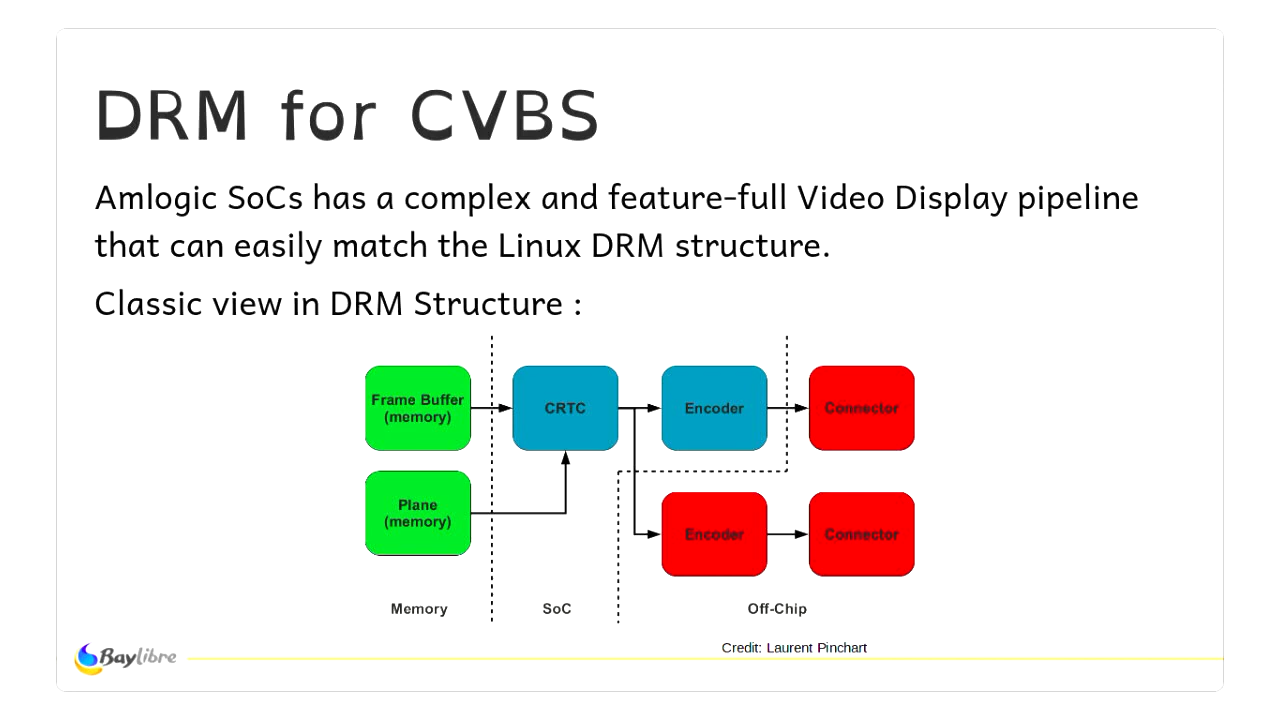 DRM for CVBS
Amlogic SoCs has a complex and feature-full Video Display pipeline
that can easily match the Linux DRM structure.
Classic view in DRM Structure :
Frame Buffer
(memory)
CRTC
Encoder
Connector
Plane
(memory)
Encoder
Connector
Memory
SoC
Off-Chip
Credit: Laurent Pinchart
Baylibre